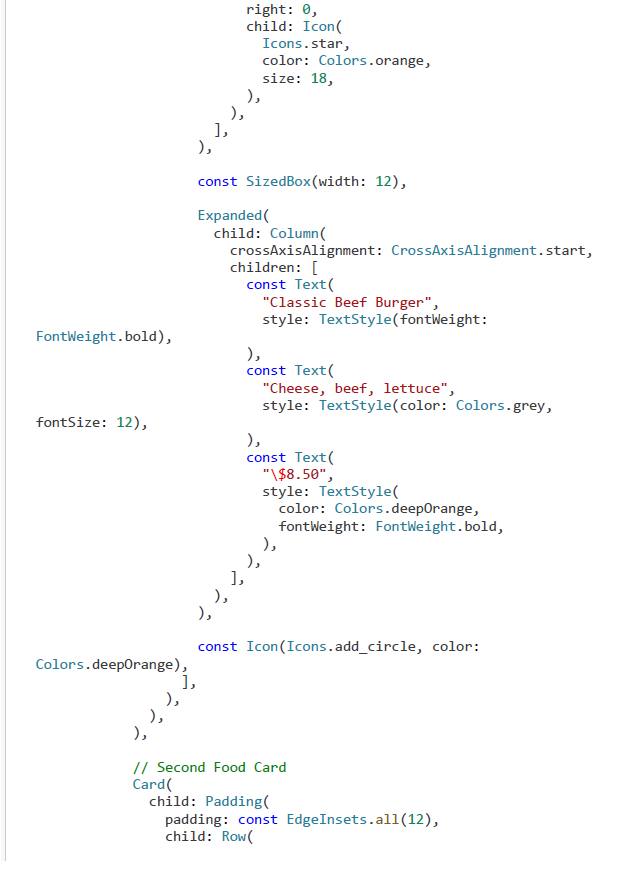 right: 0,
child: Icon(
Icons.star,
color: Colors.orange,
size: 18,
),
),
],
),
const SizedBox(width: 12),
Expanded(
child: Column(
crossAxisAlignment: CrossAxisAlignment.start,
children: [
const Text(
"Classic Beef Burger",
style: TextStyle(fontWeight:
FontWeight.bold),
),
const Text(
"Cheese, beef, lettuce",
style: TextStyle(color: Colors.grey,
fontSize: 12),
),
const Text(
"\$8.50",
style: TextStyle(
color: Colors.deepOrange,
fontWeight: FontWeight.bold,
),
),
],
),
),
const Icon(Icons.add_circle, color:
Colors.deepOrange),
],
),
),
),
// Second Food Card
Card(
child: Padding(
padding: const EdgeInsets.all(12),
child: Row(